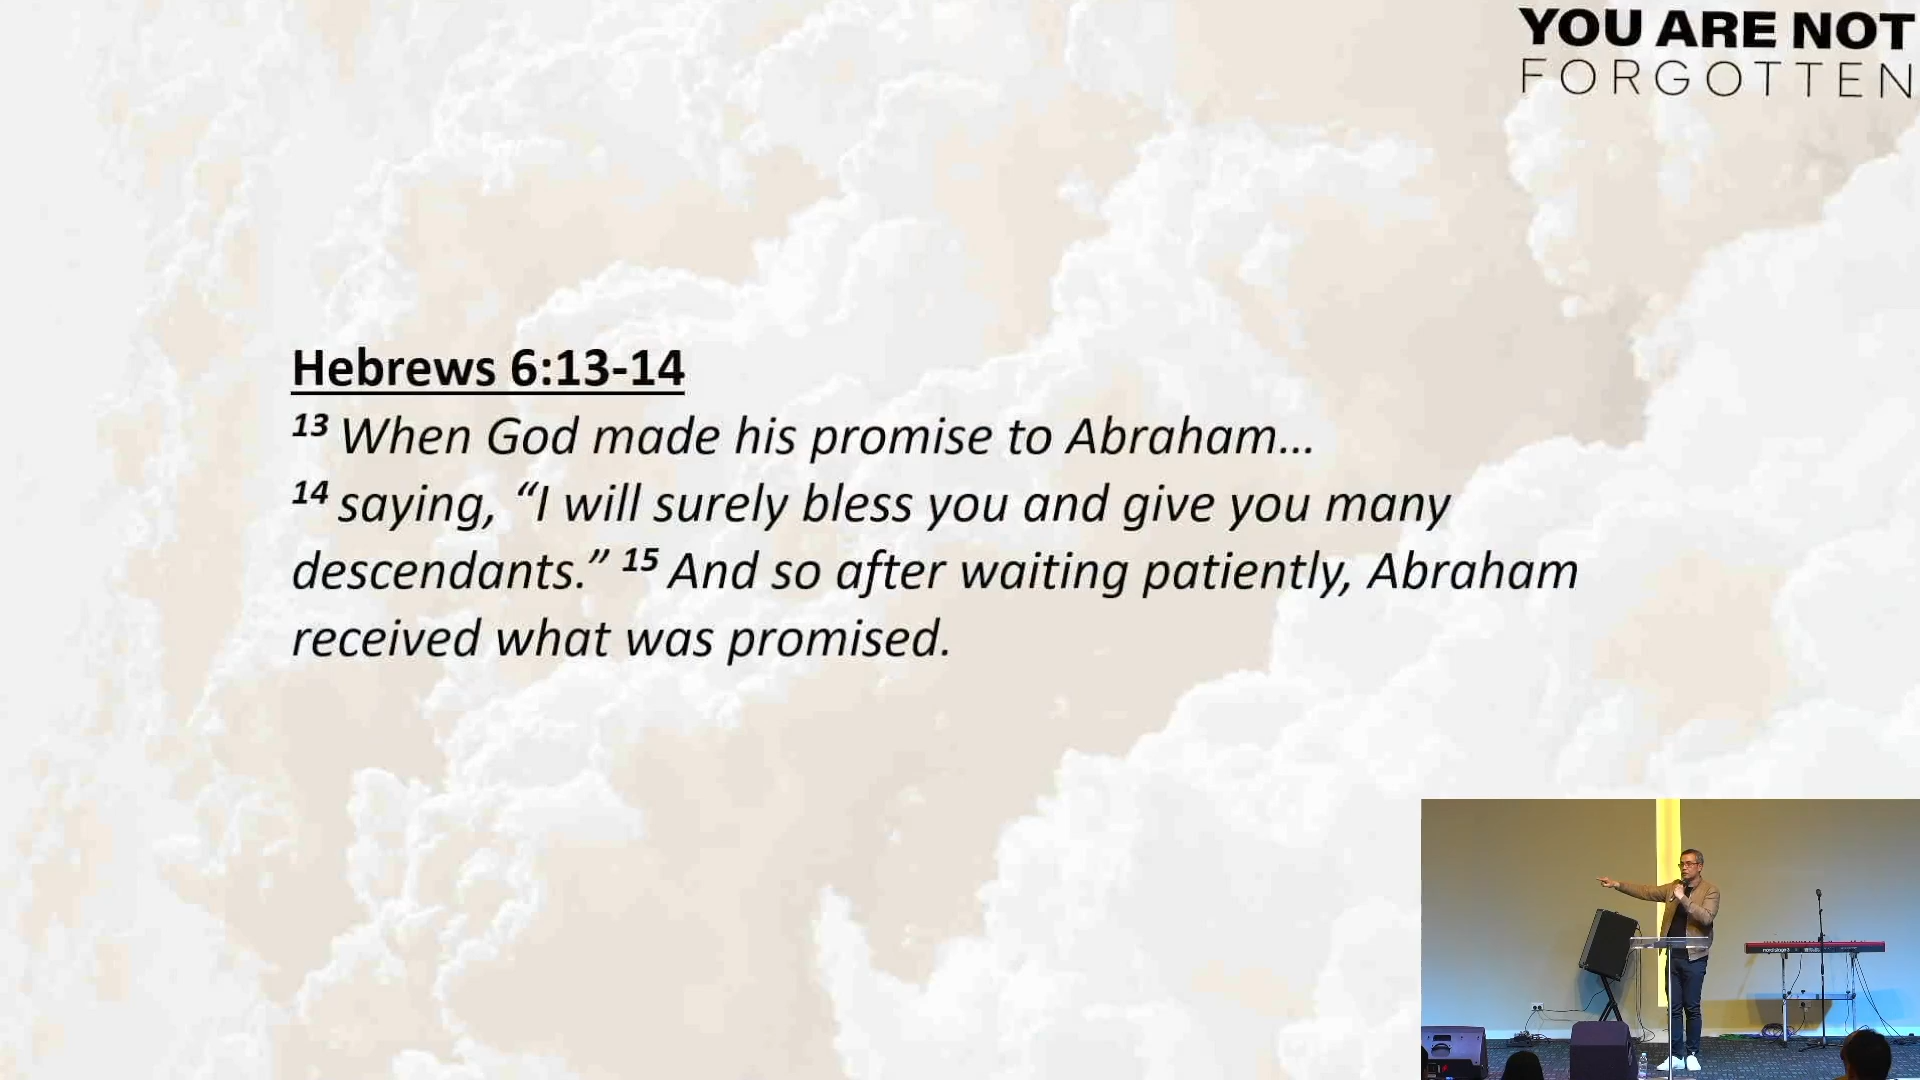 YOU ARE NOT
FORGOTTEN
Hebrews 6:13-14
13 When God made his promise to Abraham…
14 saying, “I will surely bless you and give you many
descendants.” 15 And so after waiting patiently, Abraham
received what was promised.